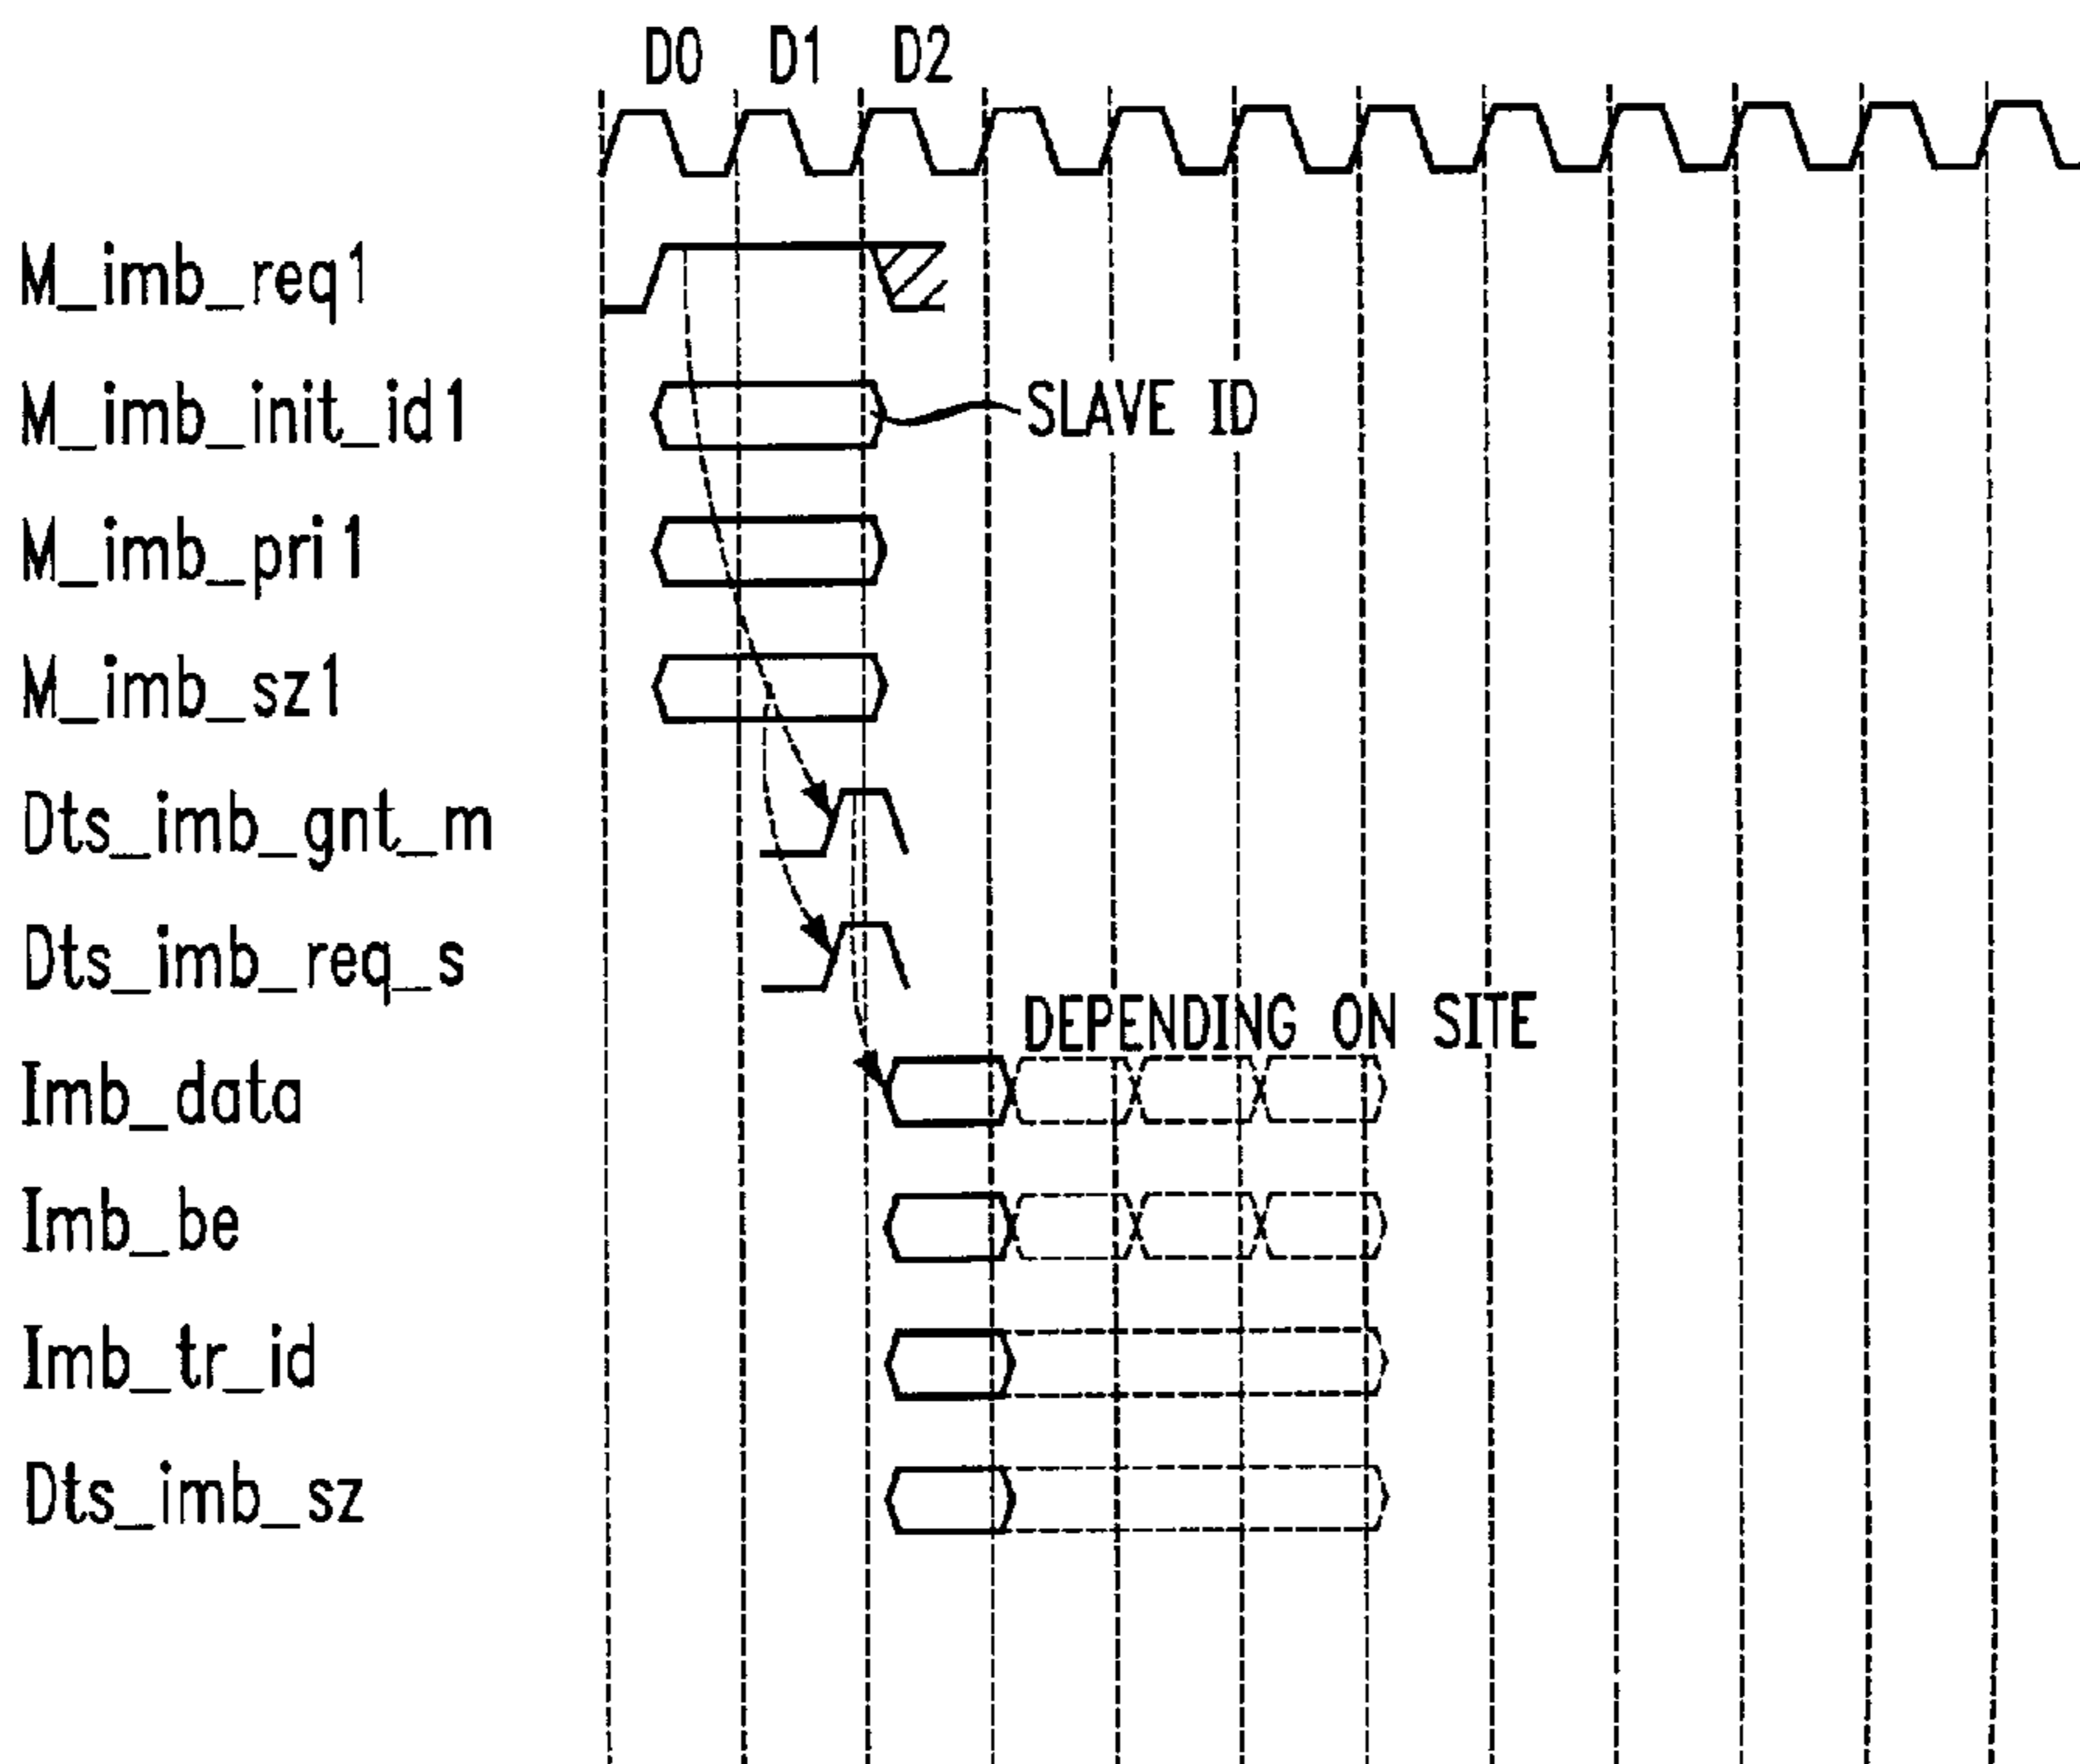 D0 D1 D2
M_imb_req1
M_imb_init_id1
SLAVE ID
M_imb_pri1
M_imb_sz1
Dts_imb_gnt_m
Dts_imb_req_s
DEPENDING ON SITE
Imb_data
Imb_be
Imb_tr_id
Dts_imb_sz